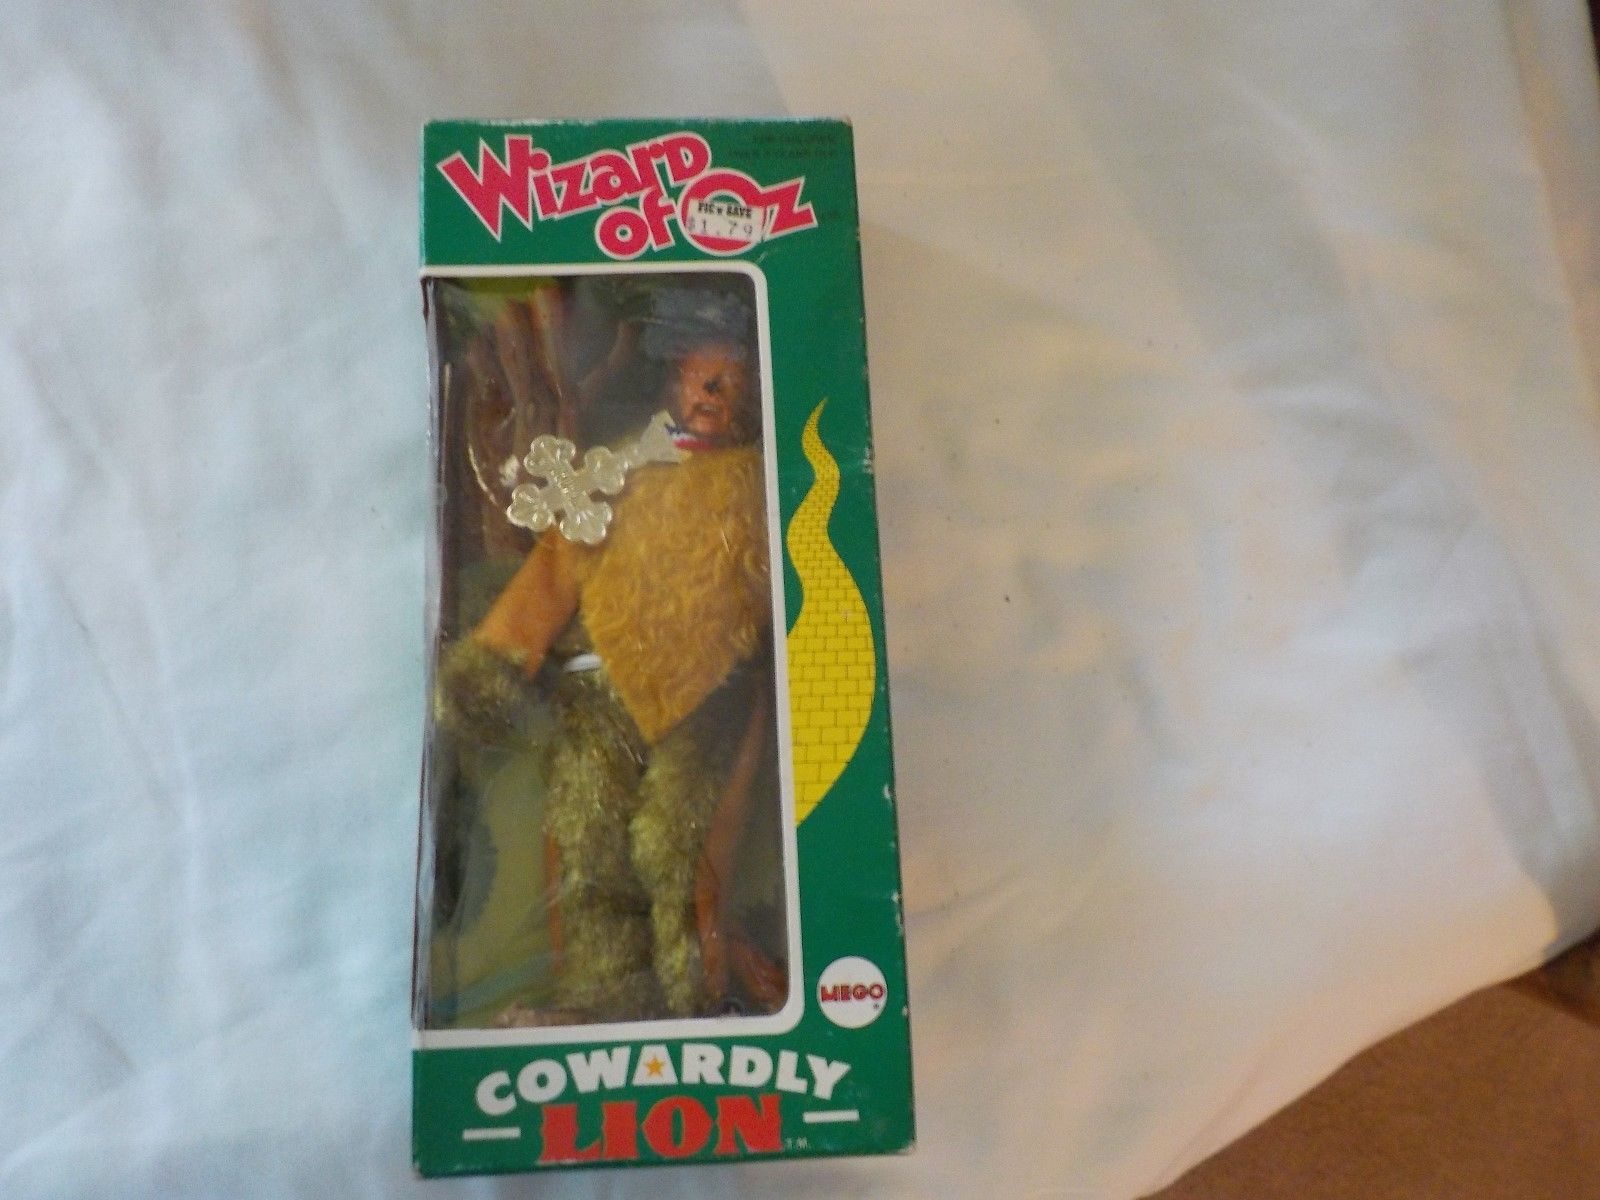 WIZARD
OF OZ
PIC 'N' SAVE
$1.79
MEGO
COWARDLY
LION
T.M.